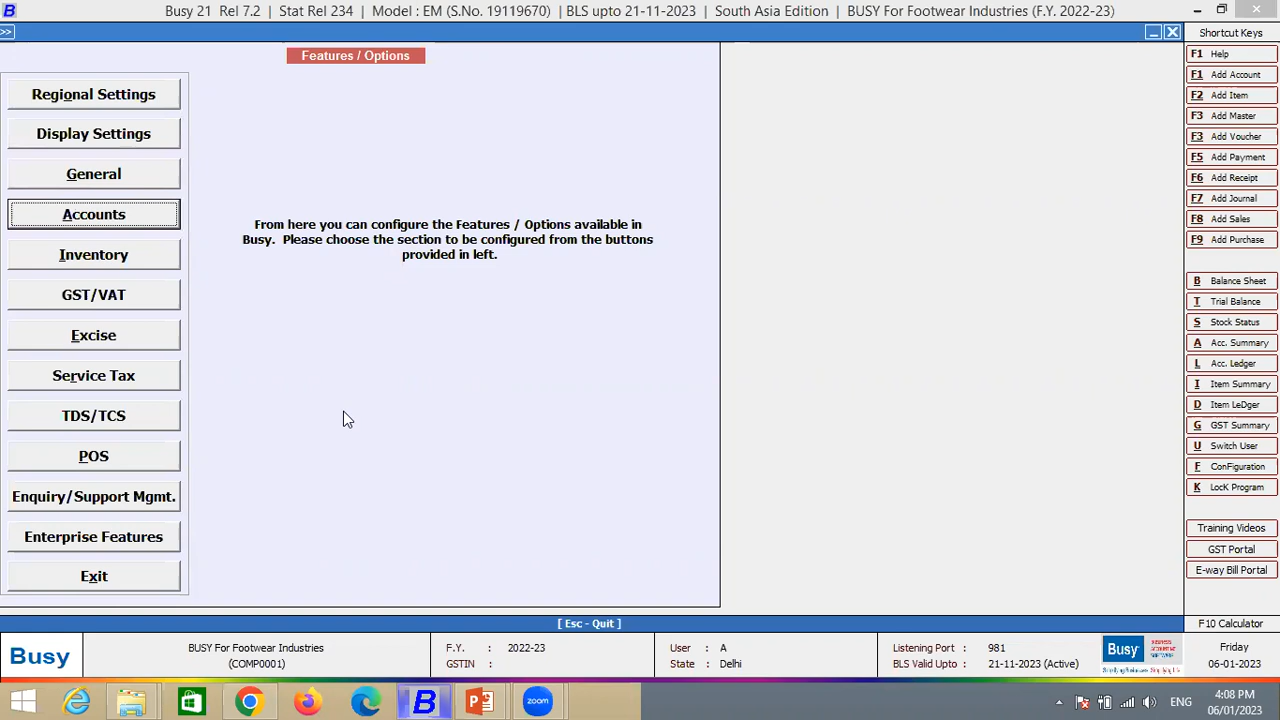 Busy 21 Rel 7.2 | Stat Rel 234 | Model : EM (S.No. 19119670) | BLS upto 21-11-2023 | South Asia Edition | BUSY For Footwear Industries (F.Y. 2022-23)
>>
Shortcut Keys
Features / Options
Regional Settings
Display Settings
General
Accounts
Inventory
GST/VAT
Excise
Service Tax
TDS/TCS
POS
Enquiry/Support Mgmt.
Enterprise Features
Exit
From here you can configure the Features / Options available in
Busy. Please choose the section to be configured from the buttons
provided in left.
F1 Help
F1 Add Account
F2 Add Item
F3 Add Master
F3 Add Voucher
F5 Add Payment
F6 Add Receipt
F7 Add Journal
F8 Add Sales
F9 Add Purchase
B Balance Sheet
T Trial Balance
S Stock Status
A Acc. Summary
L Acc. Ledger
I Item Summary
D Item LeDger
G GST Summary
U Switch User
F ConFiguration
K LocK Program
Training Videos
GST Portal
E-way Bill Portal
[ Esc - Quit ]
F10 Calculator
Busy
BUSY For Footwear Industries
(COMP0001)
F.Y. : 2022-23
GSTIN :
User : A
State : Delhi
Listening Port : 981
BLS Valid Upto : 21-11-2023 (Active)
Busy
Friday
06-01-2023
zoom
ENG
4:08 PM
06/01/2023